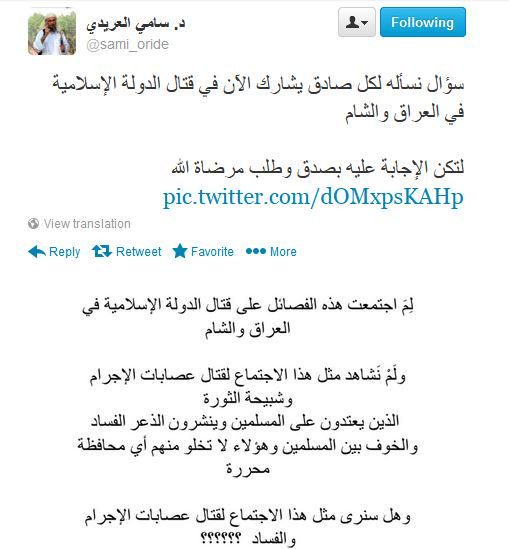 د. سامي العريدي
@sami_oride
Following
سؤال نسأله لكل صادق يشارك الآن في قتال الدولة الإسلامية
في العراق والشام
لتكن الإجابة عليه بصدق وطلب مرضاة الله
pic.twitter.com/dOMxpsKAHp
View translation
Reply Retweet Favorite More
لِمَ اجتمعت هذه الفصائل على قتال الدولة الإسلامية في
العراق والشام
ولَمْ نَشاهد مثل هذا الاجتماع لقتال عصابات الإجرام
وشبيحة الثورة
الذين يعتدون على المسلمين وينشرون الذعر الفساد
والخوف بين المسلمين وهؤلاء لا تخلو منهم أي محافظة
محررة
وهل سنرى مثل هذا الاجتماع لقتال عصابات الإجرام
والفساد ؟؟؟؟؟؟